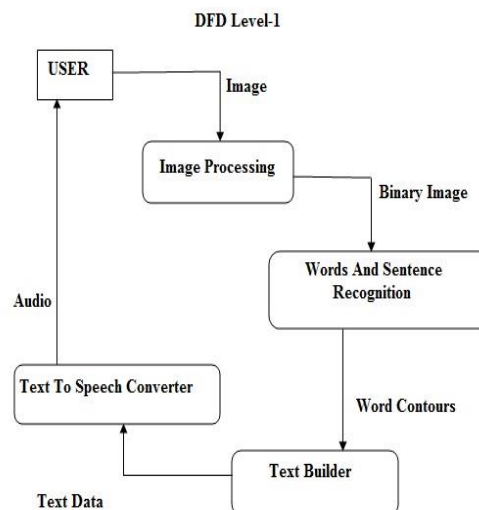 DFD Level-1
USER
Image
Image Processing
Binary Image
Words And Sentence
Recognition
Audio
Text To Speech Converter
Word Contours
Text Builder
Text Data